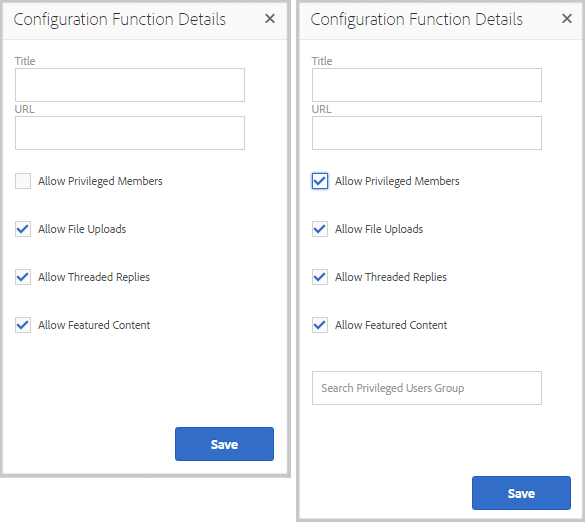 Configuration Function Details
Title
URL
Allow Privileged Members
Allow File Uploads
Allow Threaded Replies
Allow Featured Content
Save
Configuration Function Details
Title
URL
Allow Privileged Members
Allow File Uploads
Allow Threaded Replies
Allow Featured Content
Search Privileged Users Group
Save